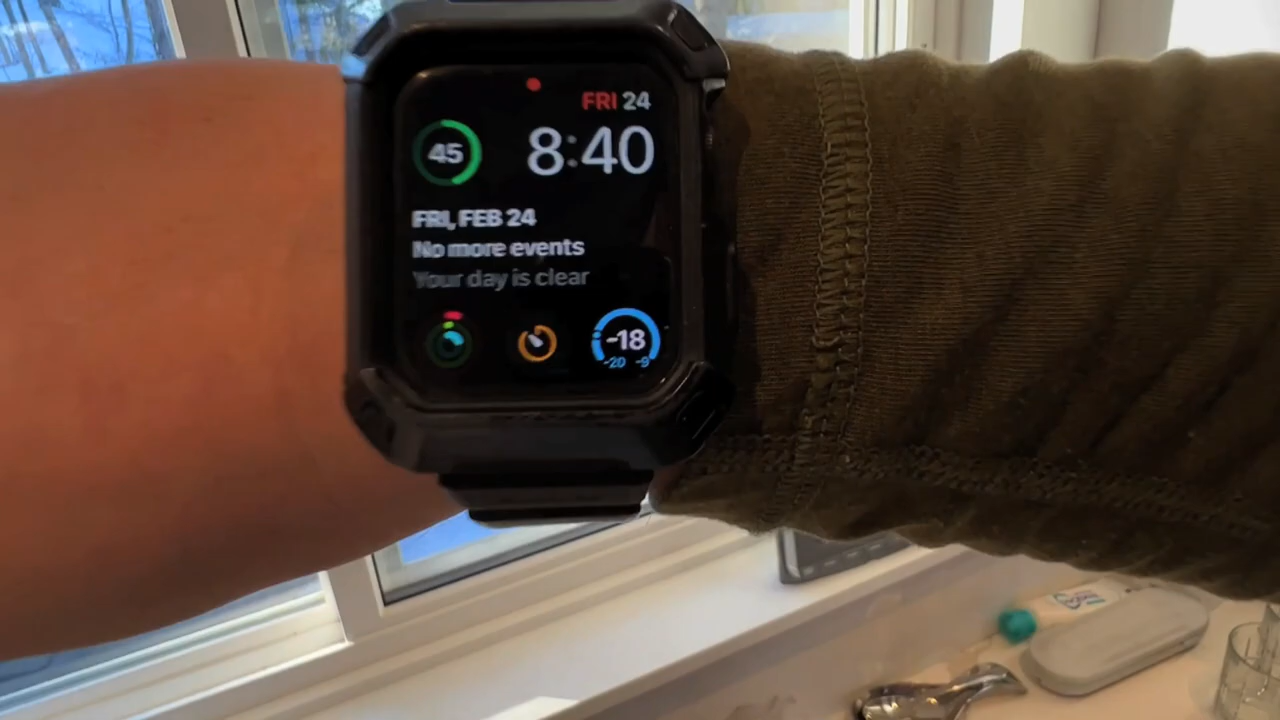 FRI 24
45
8:40
FRI, FEB 24
No more events
Your day is clear
-18
-20 -9